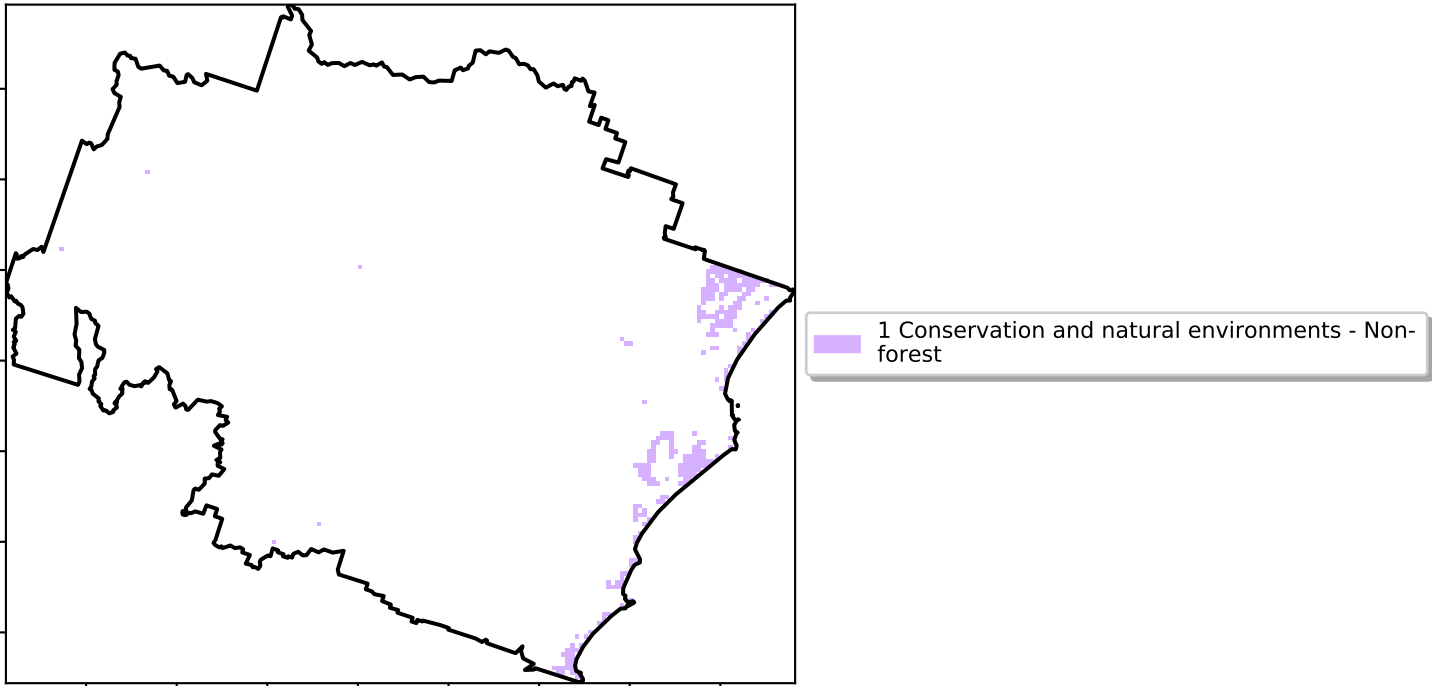 1 Conservation and natural environments - Non-
forest